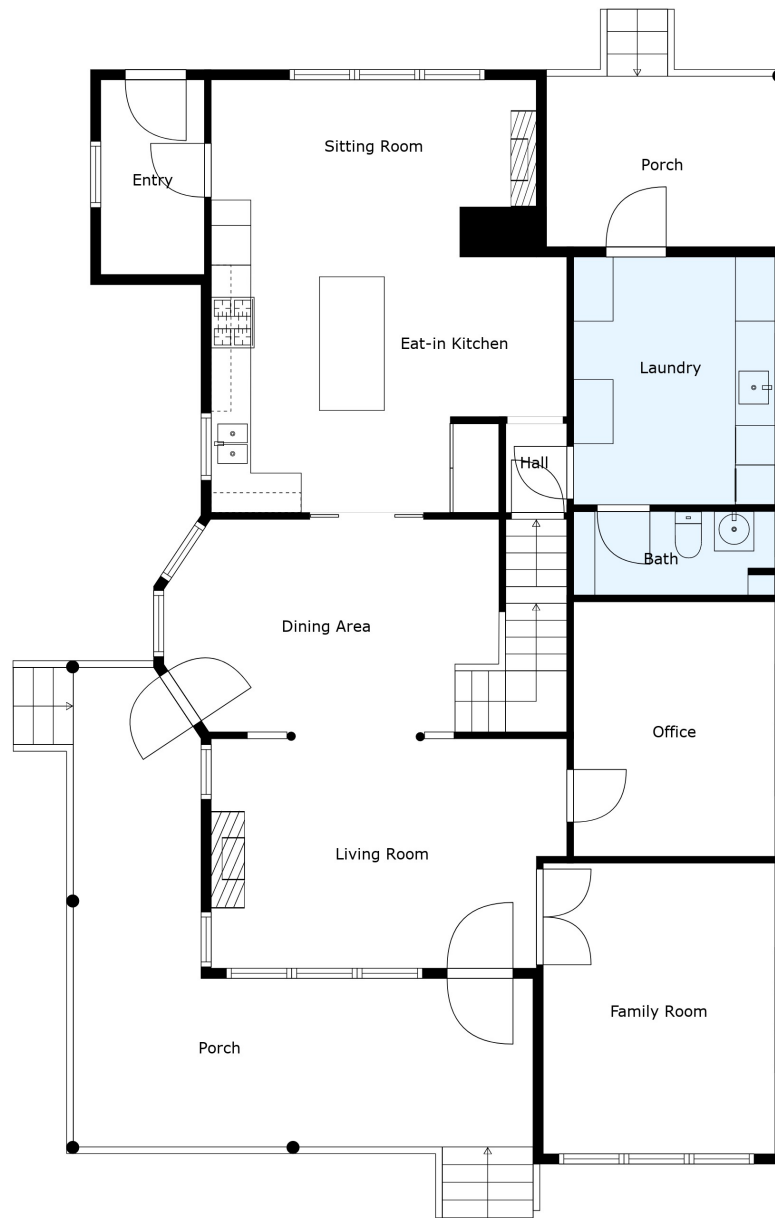 Sitting Room
Porch
Entry
Eat-in Kitchen
Laundry
Hall
Bath
Dining Area
Office
Living Room
Family Room
Porch